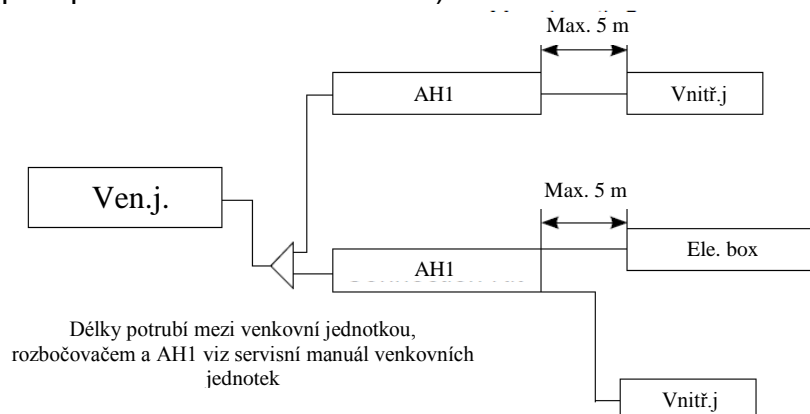 Max. 5 m
AH1
Vnitř.j
Ven.j.
Max. 5 m
AH1
Ele. box
Délky potrubí mezi venkovní jednotkou,
rozbočovačem a AH1 viz servisní manuál venkovních
jednotek
Vnitř.j